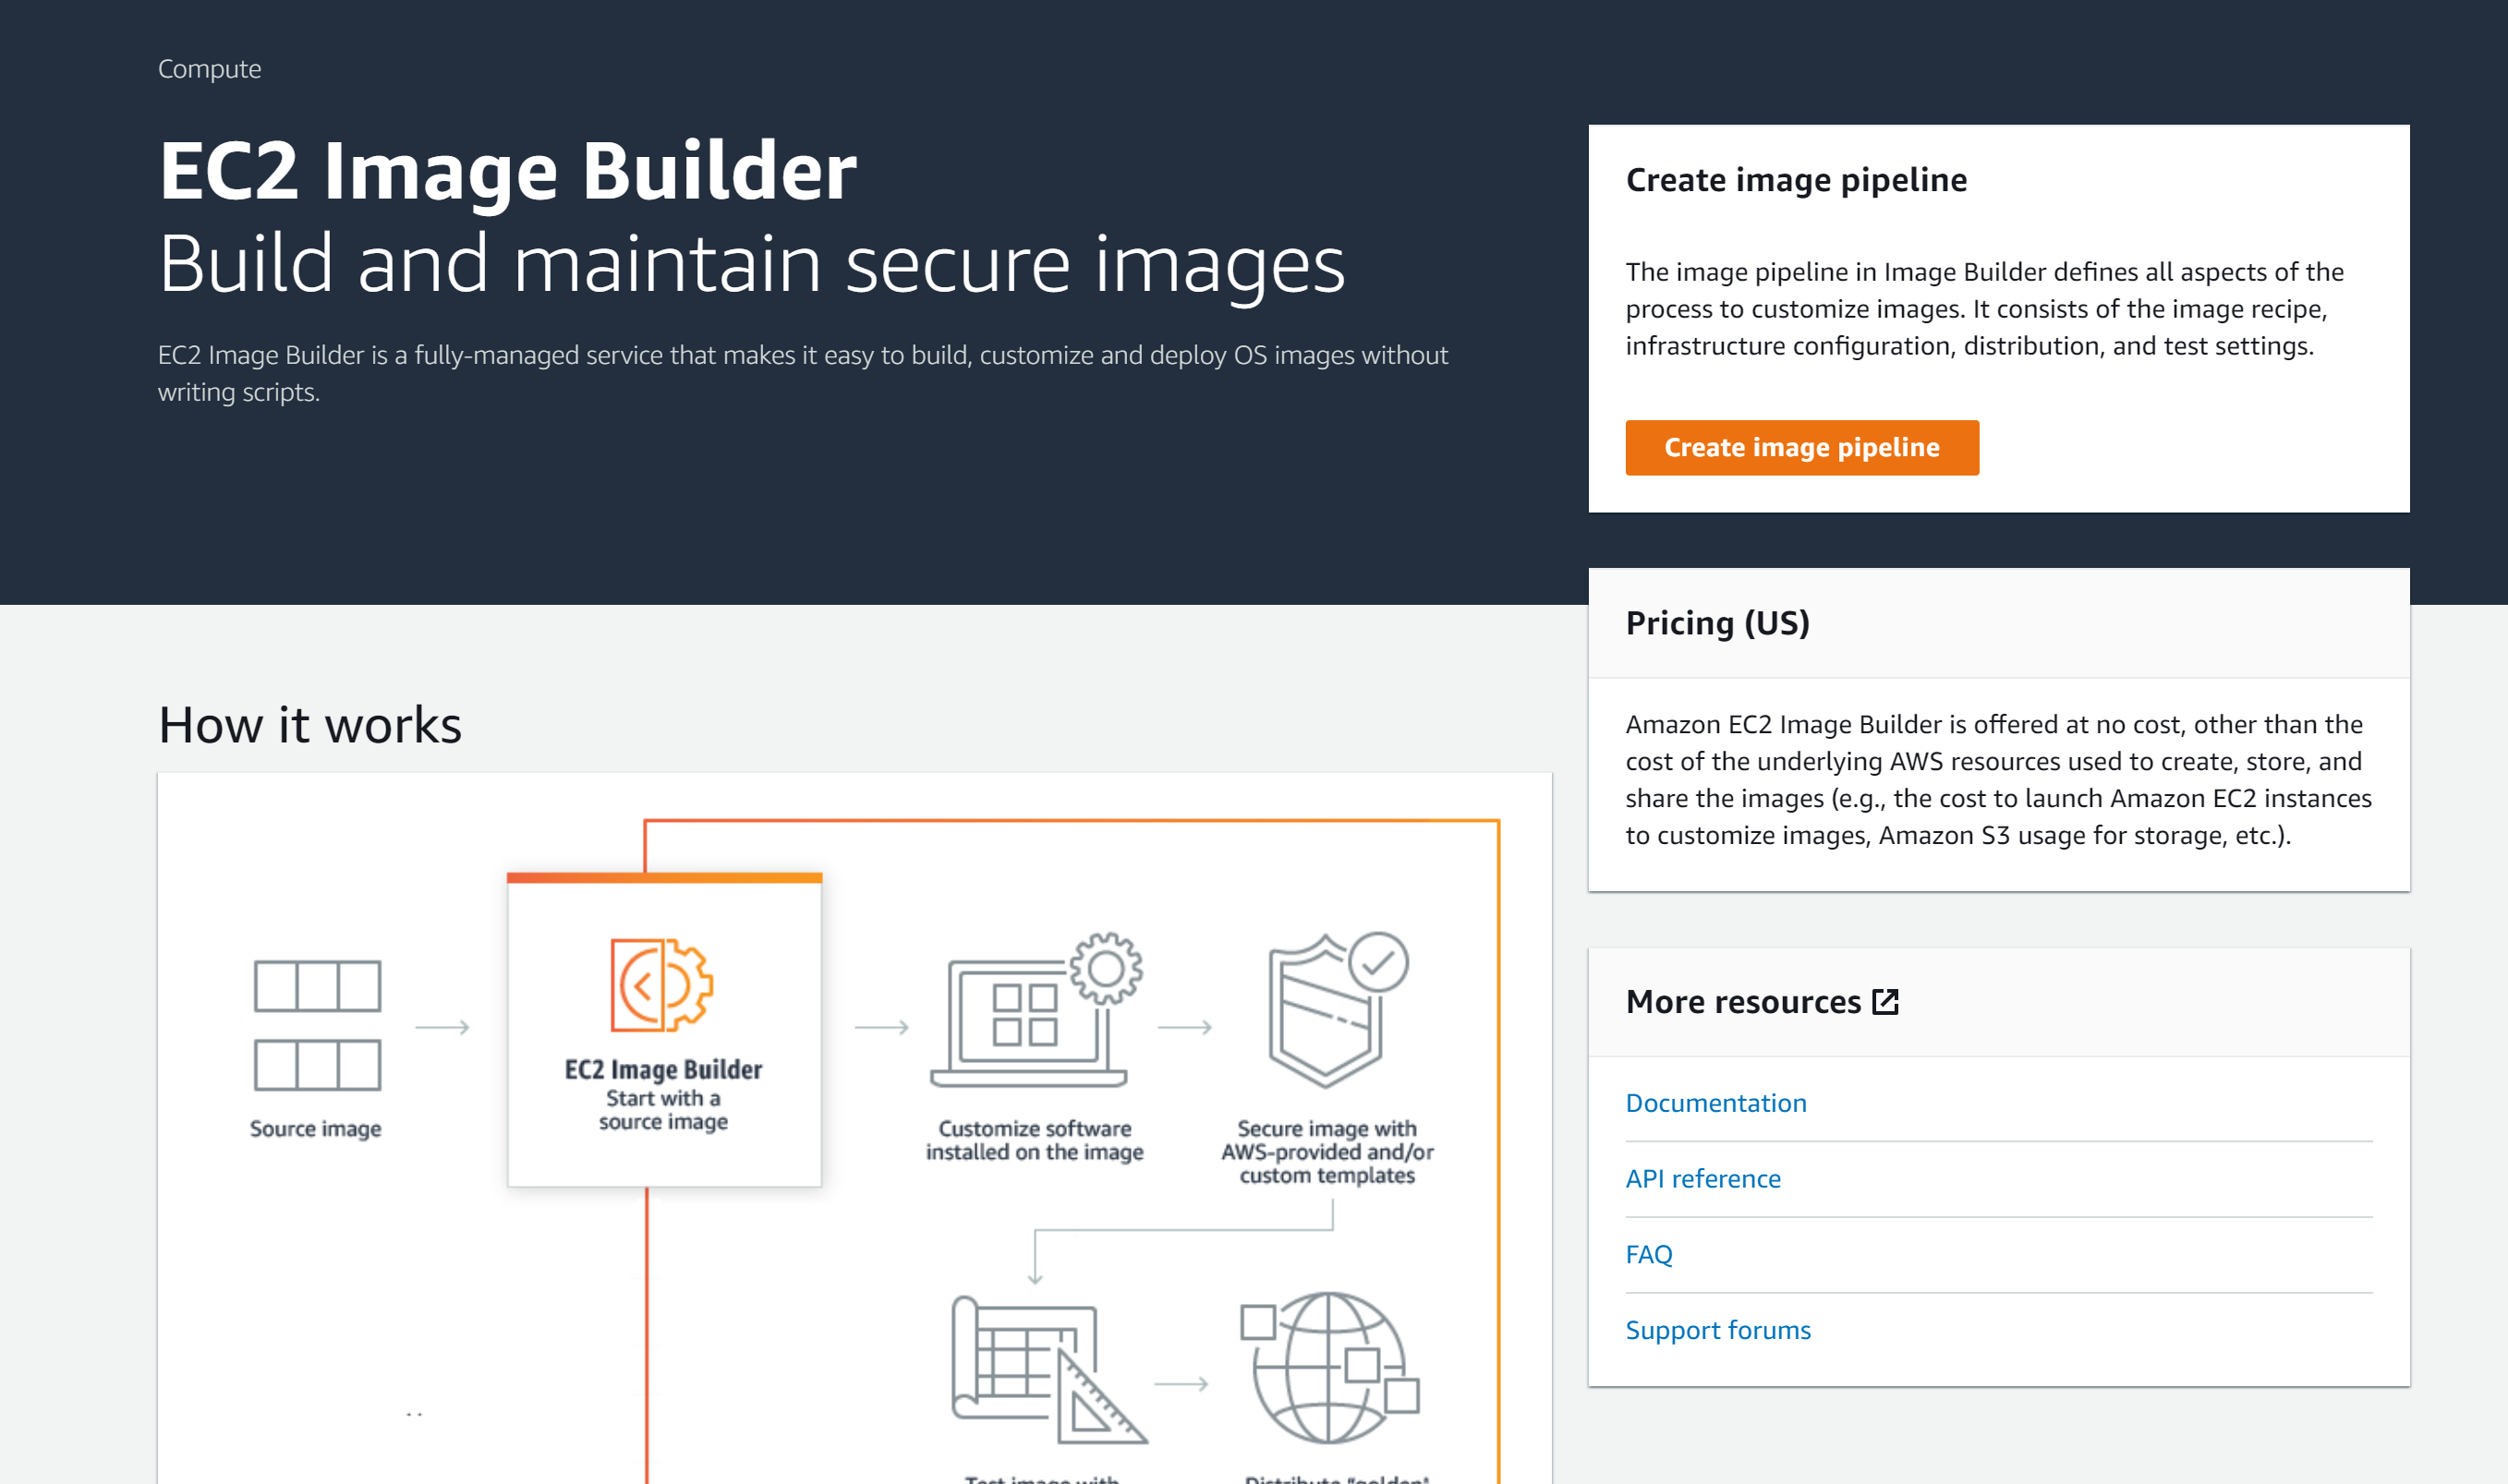 Compute
EC2 Image Builder
Build and maintain secure images
EC2 Image Builder is a fully-managed service that makes it easy to build, customize and deploy OS images without
writing scripts.
Create image pipeline
The image pipeline in Image Builder defines all aspects of the
process to customize images. It consists of the image recipe,
infrastructure configuration, distribution, and test settings.
Create image pipeline
Pricing (US)
Amazon EC2 Image Builder is offered at no cost, other than the
cost of the underlying AWS resources used to create, store, and
share the images (e.g., the cost to launch Amazon EC2 instances
to customize images, Amazon S3 usage for storage, etc.).
More resources
Documentation
API reference
FAQ
Support forums
How it works
Source image
EC2 Image Builder
Start with a
source image
Customize software
installed on the image
Secure image with
AWS-provided and/or
custom templates
Test image with
Distribute "golden"